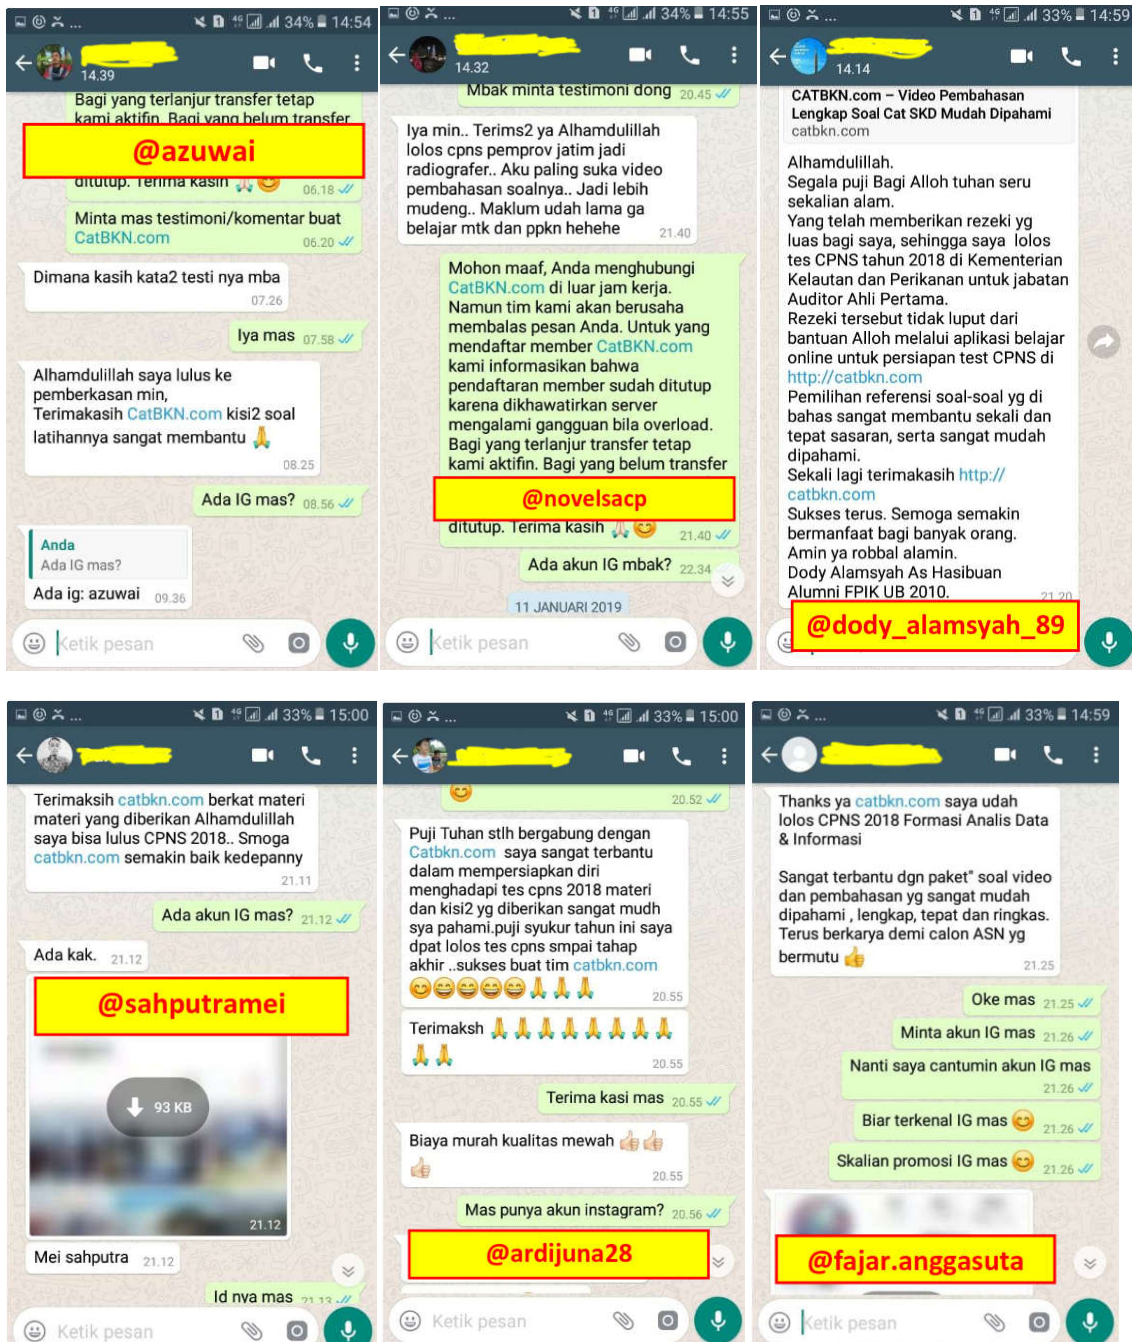 34% 14:54
14.39
Bagi yang terlanjur transfer tetap
kami aktifin. Bagi yang belum transfer
@azuwai
ditutup. Terima kasih 🙏😊 06.18
Minta mas testimoni/komentar buat
CatBKN.com 06.20
Dimana kasih kata2 testi nya mba
07.26
Iya mas 07.58
Alhamdulillah saya lulus ke
pemberkasan min,
Terimakasih CatBKN.com kisi2 soal
latihannya sangat membantu 🙏
08.25
Ada IG mas? 08.56
Anda
Ada IG mas?
Ada ig: azuwai 09.36
Ketik pesan
34% 14:55
14.32
Mbak minta testimoni dong 20.45
Iya min.. Terims2 ya Alhamdulillah
lolos cpns pemprov jatim jadi
radiografer.. Aku paling suka video
pembahasan soalnya.. Jadi lebih
mudeng.. Maklum udah lama ga
belajar mtk dan ppkn hehehe 21.40
Mohon maaf, Anda menghubungi
CatBKN.com di luar jam kerja.
Namun tim kami akan berusaha
membalas pesan Anda. Untuk yang
mendaftar member CatBKN.com
kami informasikan bahwa
pendaftaran member sudah ditutup
karena dikhawatirkan server
mengalami gangguan bila overload.
Bagi yang terlanjur transfer tetap
kami aktifin. Bagi yang belum transfer
@novelsacp
ditutup. Terima kasih 🙏😊 21.40
Ada akun IG mbak? 22.34
11 JANUARI 2019
Ketik pesan
33% 14:59
14.14
CATBKN.com – Video Pembahasan
Lengkap Soal Cat SKD Mudah Dipahami
catbkn.com
Alhamdulillah.
Segala puji Bagi Alloh tuhan seru
sekalian alam.
Yang telah memberikan rezeki yg
luas bagi saya, sehingga saya lolos
tes CPNS tahun 2018 di Kementerian
Kelautan dan Perikanan untuk jabatan
Auditor Ahli Pertama.
Rezeki tersebut tidak luput dari
bantuan Alloh melalui aplikasi belajar
online untuk persiapan test CPNS di
http://catbkn.com
Pemilihan referensi soal-soal yg di
bahas sangat membantu sekali dan
tepat sasaran, serta sangat mudah
dipahami.
Sekali lagi terimakasih http://
catbkn.com
Sukses terus. Semoga semakin
bermanfaat bagi banyak orang.
Amin ya robbal alamin.
Dody Alamsyah As Hasibuan
Alumni FPIK UB 2010. 21.20
@dody_alamsyah_89
33% 15:00
Terimaksih catbkn.com berkat materi
materi yang diberikan Alhamdulillah
saya bisa lulus CPNS 2018.. Smoga
catbkn.com semakin baik kedepanny
21.11
Ada akun IG mas? 21.12
Ada kak. 21.12
@sahputramei
93 KB
21.12
Mei sahputra 21.12
Id nya mas 21.13
Ketik pesan
33% 15:00
😊 20.52
Puji Tuhan stlh bergabung dengan
Catbkn.com saya sangat terbantu
dalam mempersiapkan diri
menghadapi tes cpns 2018 materi
dan kisi2 yg diberikan sangat mudh
sya pahami.puji syukur tahun ini saya
dpat lolos tes cpns smpai tahap
akhir ..sukses buat tim catbkn.com
😊😄😄😄😄🙏🙏🙏 20.55
Terimaksh 🙏🙏🙏🙏🙏🙏🙏🙏
🙏🙏 20.55
Terima kasi mas 20.55
Biaya murah kualitas mewah 👍👍
👍 20.55
Mas punya akun instagram? 20.56
@ardijuna28
Ketik pesan
33% 14:59
Thanks ya catbkn.com saya udah
lolos CPNS 2018 Formasi Analis Data
& Informasi
Sangat terbantu dgn paket" soal video
dan pembahasan yg sangat mudah
dipahami , lengkap, tepat dan ringkas.
Terus berkarya demi calon ASN yg
bermutu 👍 21.25
Oke mas 21.25
Minta akun IG mas 21.26
Nanti saya cantumin akun IG mas
21.26
Biar terkenal IG mas 😊 21.26
Skalian promosi IG mas 😊 21.26
@fajar.anggasuta
Ketik pesan